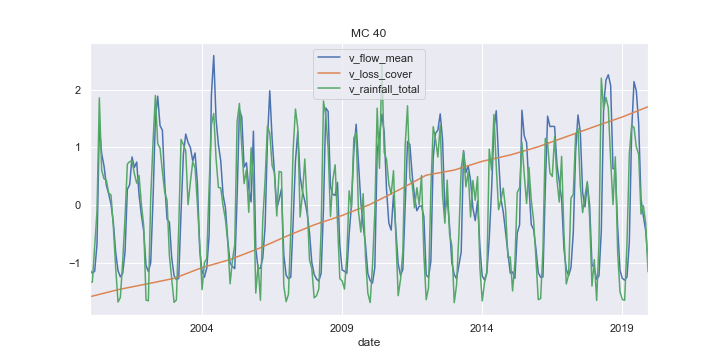 MC 40
v_flow_mean
v_loss_cover
v_rainfall_total
2
1
0
−1
2004
2009
2014
2019
date